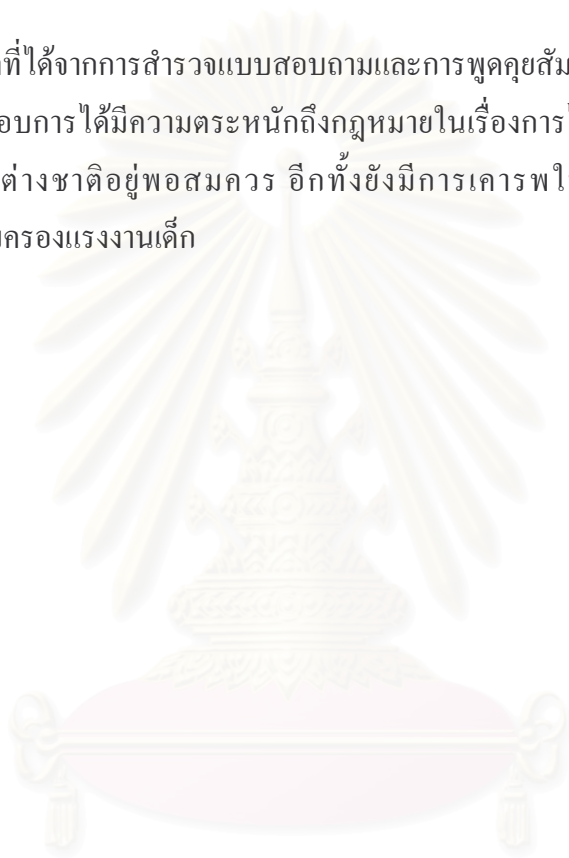 ที่ได้จากการสำรวจแบบสอบถามและการพูดคุยสัม
อบการได้มีความตระหนักถึงกฎหมายในเรื่องการ
ต่างชาติอยู่พอสมควร อีกทั้งยังมีการเคารพใ
ครองแรงงานเด็ก